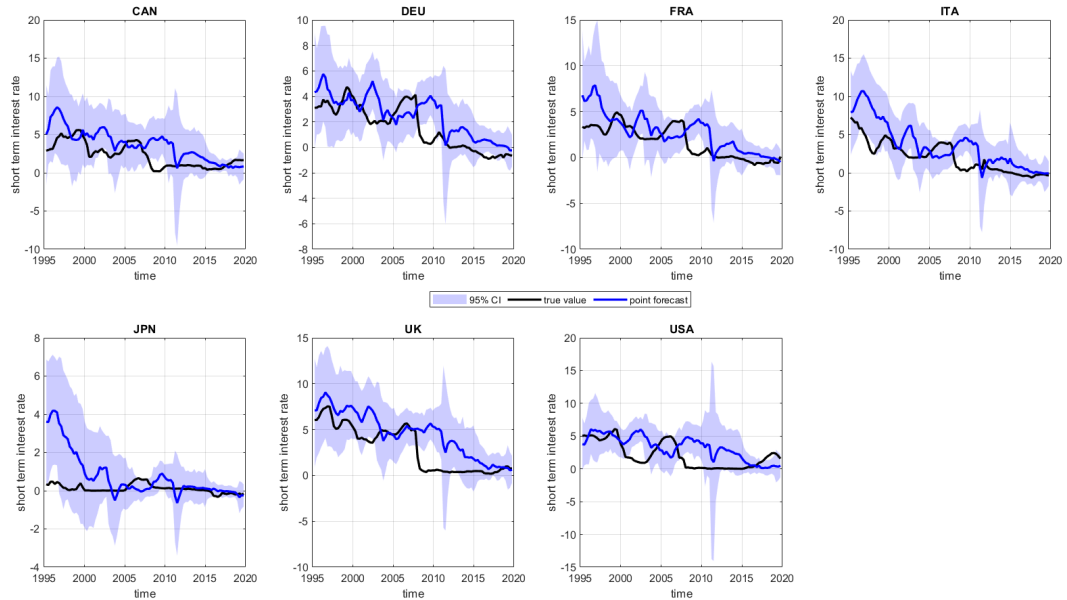 CAN
20
15
10
5
0
-5
-10
short term interest rate
1995 2000 2005 2010 2015 2020
time
DEU
10
8
6
4
2
0
-2
-4
-6
-8
short term interest rate
1995 2000 2005 2010 2015 2020
time
FRA
15
10
5
0
-5
-10
short term interest rate
1995 2000 2005 2010 2015 2020
time
ITA
20
15
10
5
0
-5
-10
short term interest rate
1995 2000 2005 2010 2015 2020
time
95% CI true value point forecast
JPN
8
6
4
2
0
-2
-4
short term interest rate
1995 2000 2005 2010 2015 2020
time
UK
15
10
5
0
-5
-10
short term interest rate
1995 2000 2005 2010 2015 2020
time
USA
20
15
10
5
0
-5
-10
-15
short term interest rate
1995 2000 2005 2010 2015 2020
time